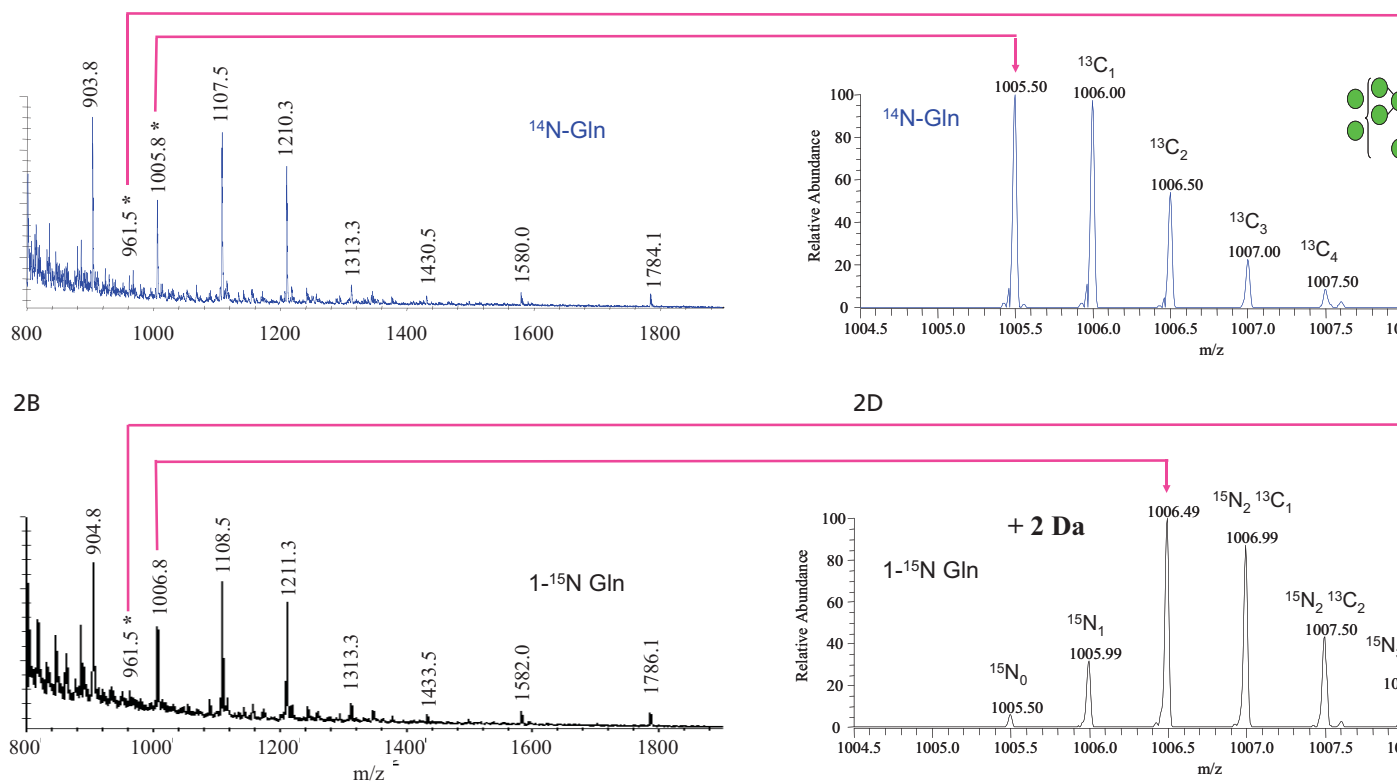 903.8
961.5 *
1005.8 *
1107.5
1210.3
1313.3
1430.5
1580.0
1784.1
¹⁴N-Gln
800 1000 1200 1400 1600 1800
¹⁴N-Gln
Relative Abundance
100
80
60
40
20
0
1005.50
¹³C₁
1006.00
¹³C₂
1006.50
¹³C₃
1007.00
¹³C₄
1007.50
1004.5 1005.0 1005.5 1006.0 1006.5 1007.0 1007.5 10
m/z
2B
904.8
961.5 *
1006.8
1108.5
1211.3
1313.3
1433.5
1582.0
1786.1
1-¹⁵N Gln
800 1000 1200 1400 1600 1800
m/z
2D
+ 2 Da
1-¹⁵N Gln
Relative Abundance
100
80
60
40
20
0
¹⁵N₀
1005.50
¹⁵N₁
1005.99
1006.49
¹⁵N₂ ¹³C₁
1006.99
¹⁵N₂ ¹³C₂
1007.50
¹⁵N
10
1004.5 1005.0 1005.5 1006.0 1006.5 1007.0 1007.5 10
m/z